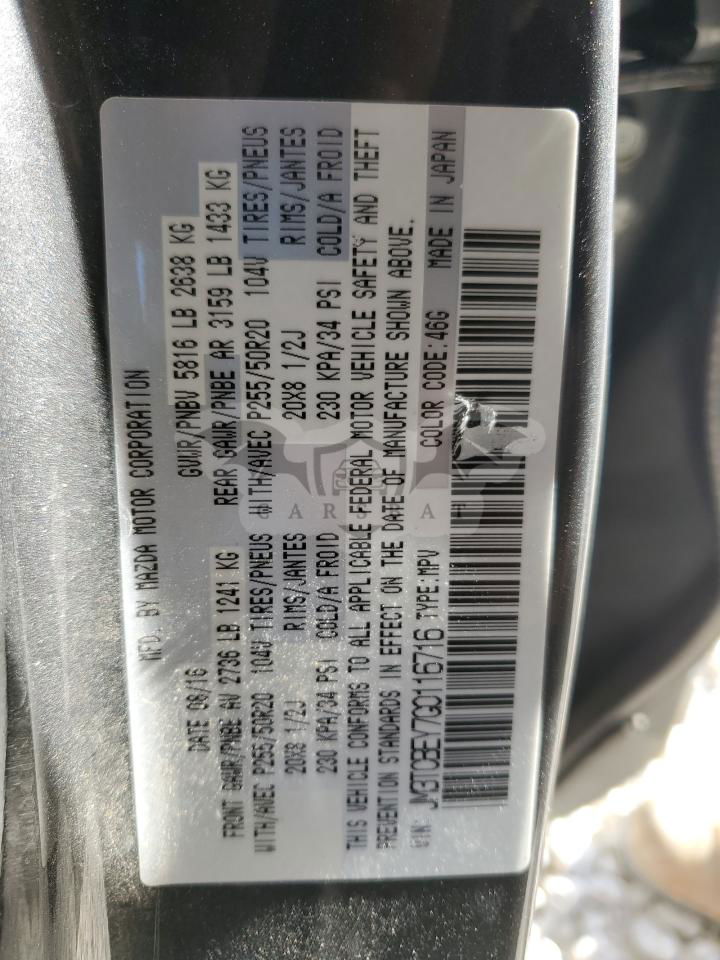 MFD. BY MAZDA MOTOR CORPORATION
DATE 06/16 GVWR/PNBV 5816 LB 2638 KG
FRONT GAWR/PNBE AV 2736 LB 1241 KG REAR GAWR/PNBE AR 3159 LB 1433 KG
WITH/AVEC P255/50R20 104V TIRES/PNEUS WITH/AVEC P255/50R20 104V TIRES/PNEUS
20X8 1/2J RIMS/JANTES 20X8 1/2J RIMS/JANTES
230 KPA/34 PSI COLD/A FROID 230 KPA/34 PSI COLD/A FROID
THIS VEHICLE CONFORMS TO ALL APPLICABLE FEDERAL MOTOR VEHICLE SAFETY AND THEFT
PREVENTION STANDARDS IN EFFECT ON THE DATE OF MANUFACTURE SHOWN ABOVE.
VIN: JM3TCBEY7G0116716 TYPE:MPV COLOR CODE:46G MADE IN JAPAN